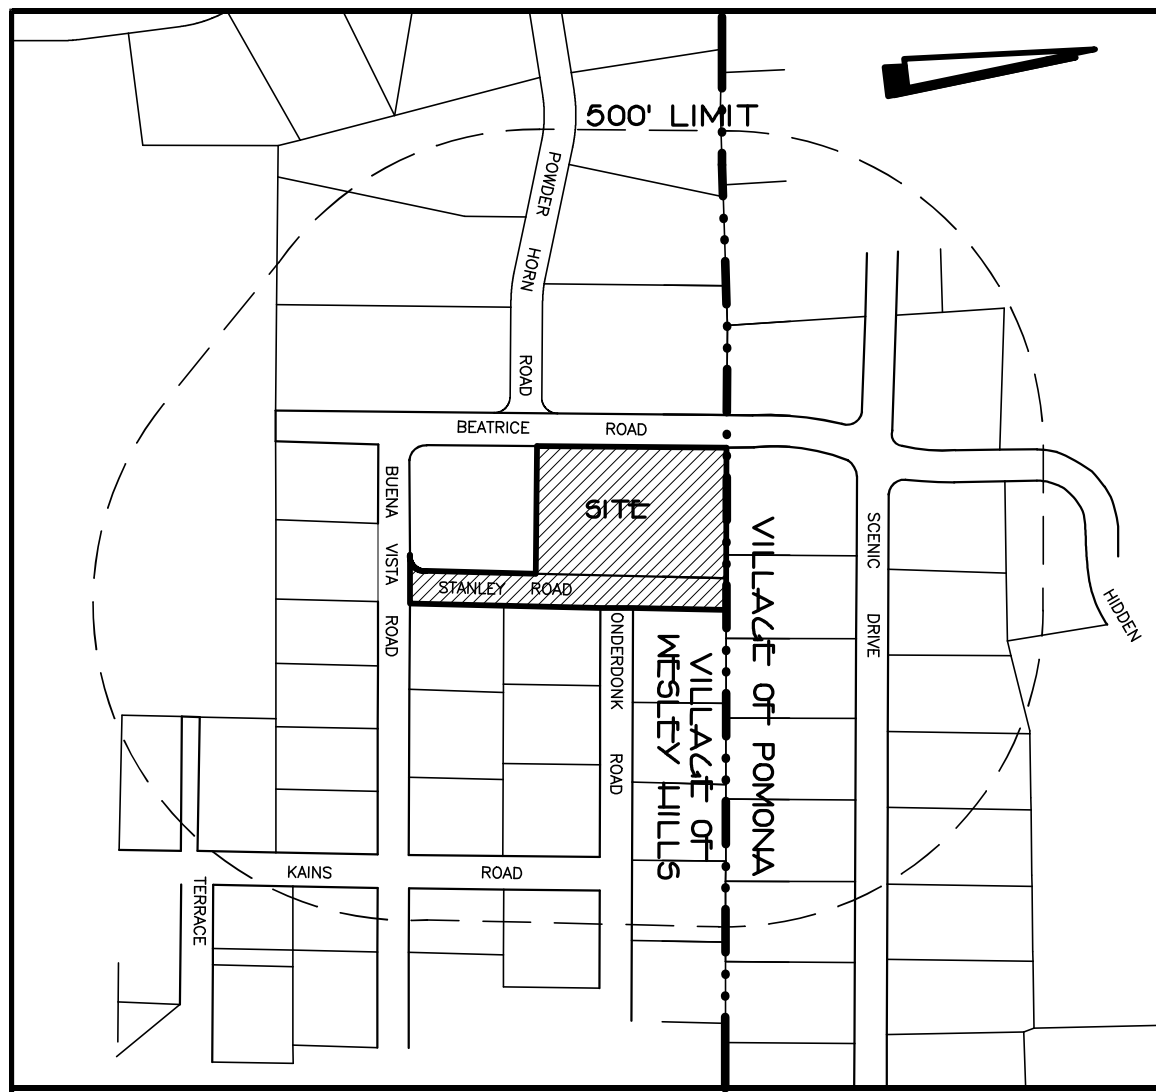 500' LIMIT
POWDER HORN ROAD
BEATRICE ROAD
SITE
BUENA VISTA ROAD
STANLEY ROAD
ONDERDONK ROAD
VILLAGE OF
WESLEY HILLS
VILLAGE OF POMONA
SCENIC DRIVE
HIDDEN
KAINS ROAD
TERRACE